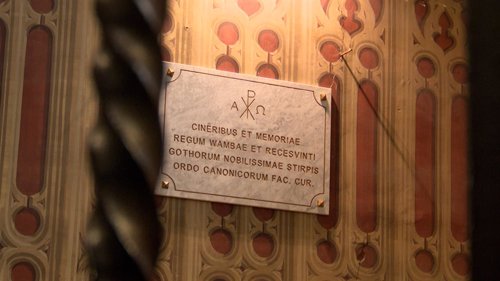 Α ☧ Ω
CINERIBUS ET MEMORIAE
REGUM WAMBAE ET RECESVINTI
GOTHORUM NOBILISSIMAE STIRPIS
ORDO CANONICORUM FAC. CUR.